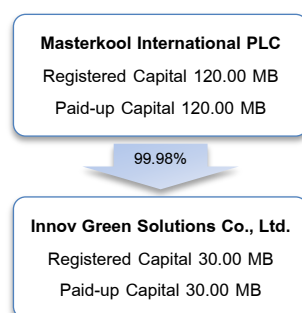 Masterkool International PLC
Registered Capital 120.00 MB
Paid-up Capital 120.00 MB
99.98%
Innov Green Solutions Co., Ltd.
Registered Capital 30.00 MB
Paid-up Capital 30.00 MB